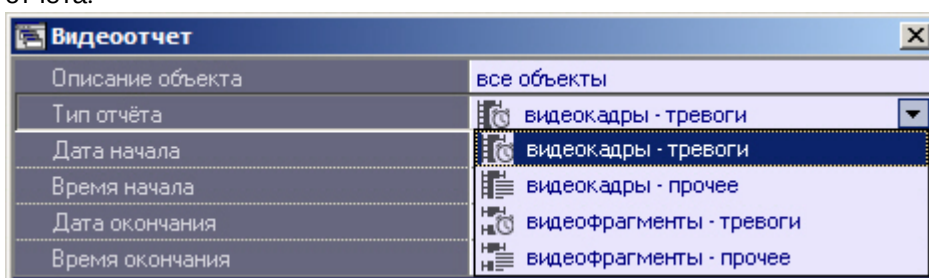 отчета.
Видеоотчет
Описание объекта все объекты
Тип отчёта видеокадры - тревоги
Дата начала видеокадры - тревоги
Время начала видеокадры - прочее
Дата окончания видеофрагменты - тревоги
Время окончания видеофрагменты - прочее